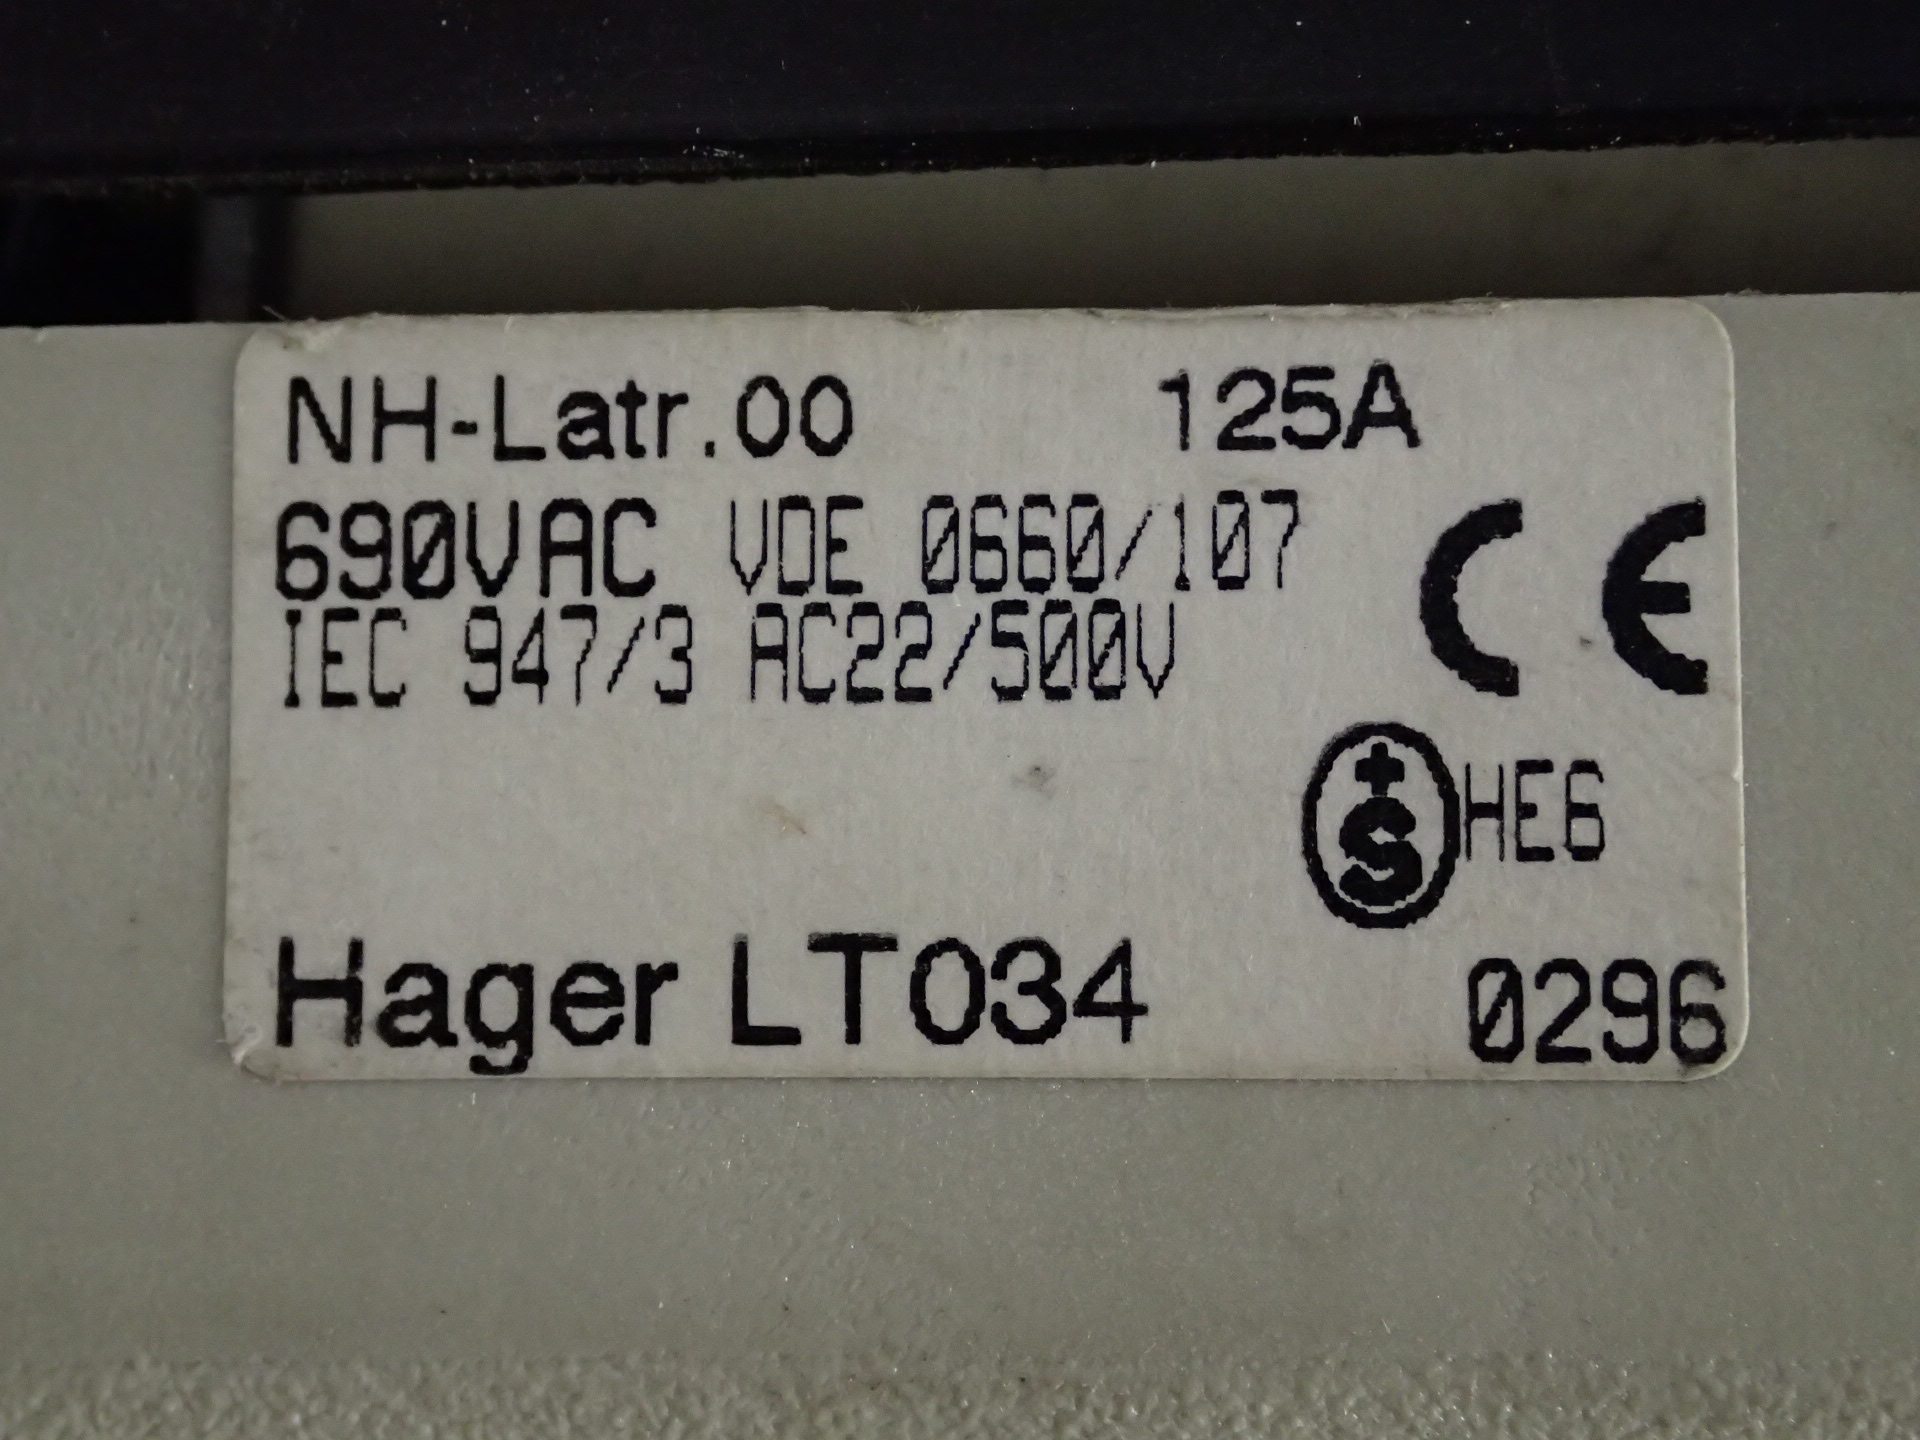 NH-Latr.00 125A
690VAC VDE 0660/107
IEC 947/3 AC22/500V
CE
+S HE6
Hager LT034 0296